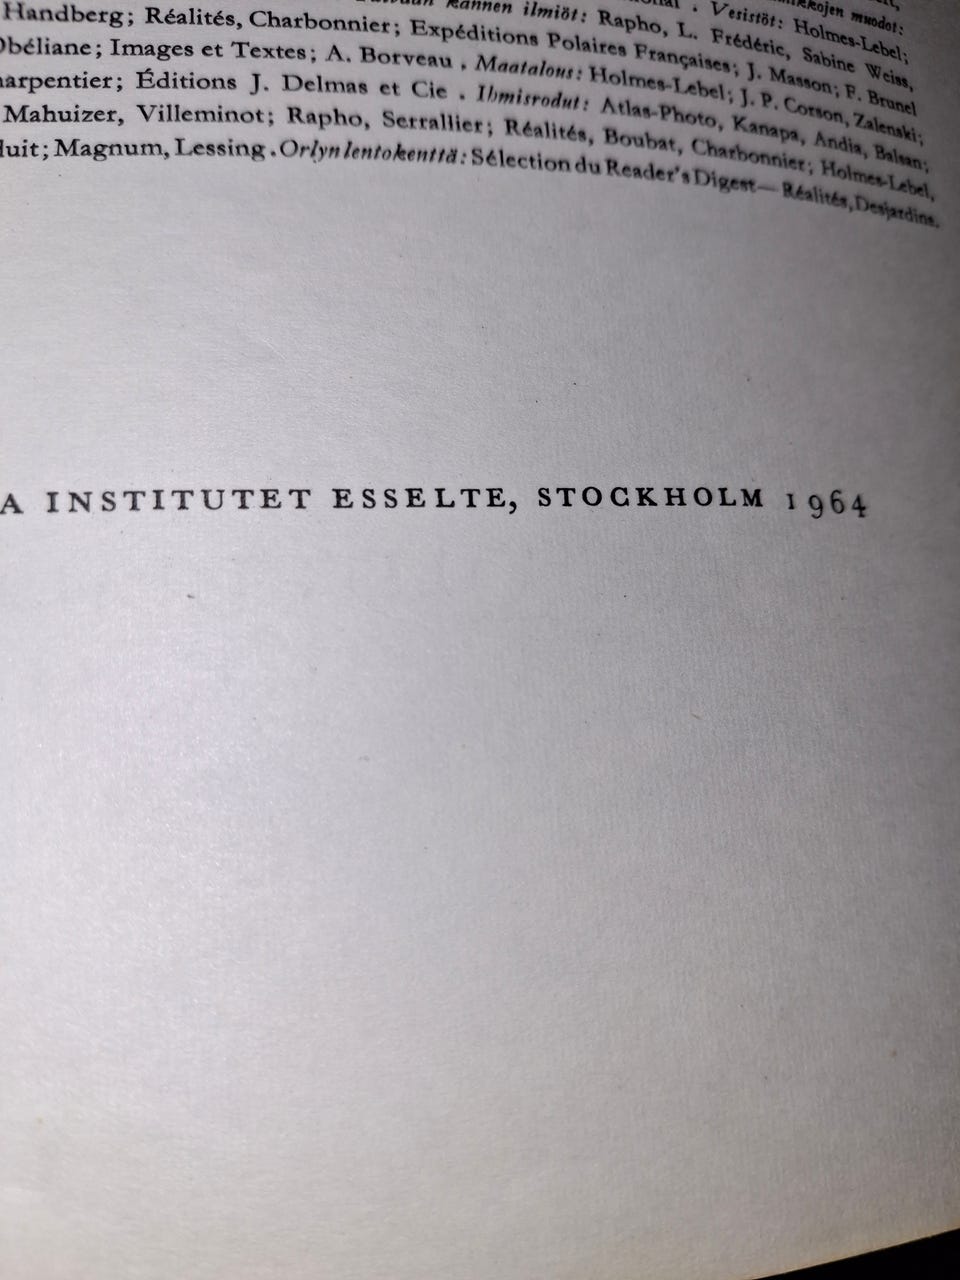 kannen ilmiöt: Rapho, L. Frédéric, Sabine Weiss,
Vesistöt: Holmes-Lebel;
Handberg; Réalités, Charbonnier; Expéditions Polaires Françaises; J. Masson; F. Brunel
Obéliane; Images et Textes; A. Borveau . Maatalous: Holmes-Lebel; J. P. Corson, Zalenski;
arpentier; Éditions J. Delmas et Cie . Ihmisrodut: Atlas-Photo, Kanapa, Andia, Balsan;
Mahuizer, Villeminot; Rapho, Serrallier; Réalités, Boubat, Charbonnier; Holmes-Lebel,
luit; Magnum, Lessing . Orlyn lentokenttä: Sélection du Reader's Digest — Réalités, Desjardins.
A INSTITUTET ESSELTE, STOCKHOLM 1964